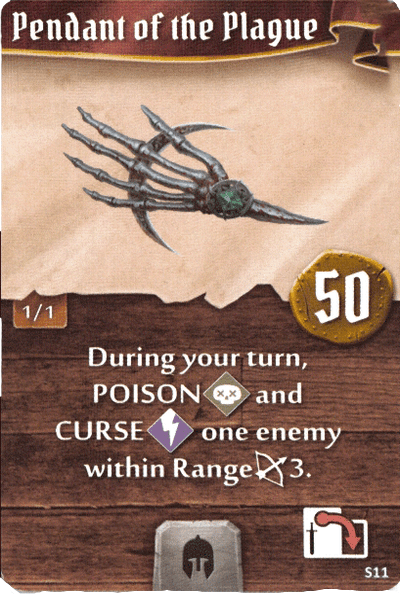 Pendant of the Plague
50
1/1
During your turn,
POISON and
CURSE one enemy
within Range 3.
S11